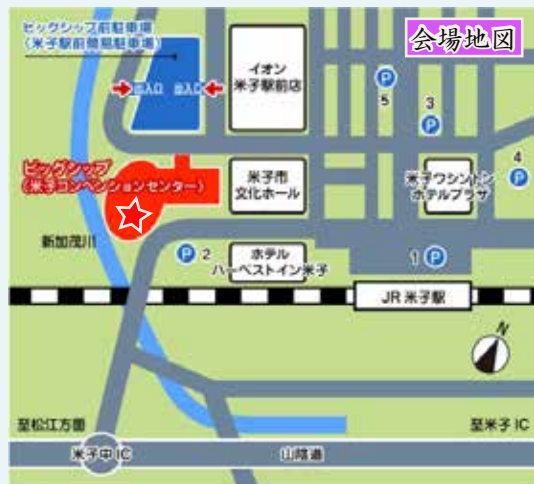 会場地図
ビッグシップ前駐車場
(米子駅前簡易駐車場)
出入口 出入口
イオン
米子駅前店
P
5
3
P
4
P
ビッグシップ
(米子コンベンションセンター)
米子市
文化ホール
米子ワシントン
ホテルプラザ
新加茂川
P 2
ホテル
ハーベストイン米子
1 P
JR 米子駅
N
至松江方面
至米子 IC
米子中 IC
山陰道